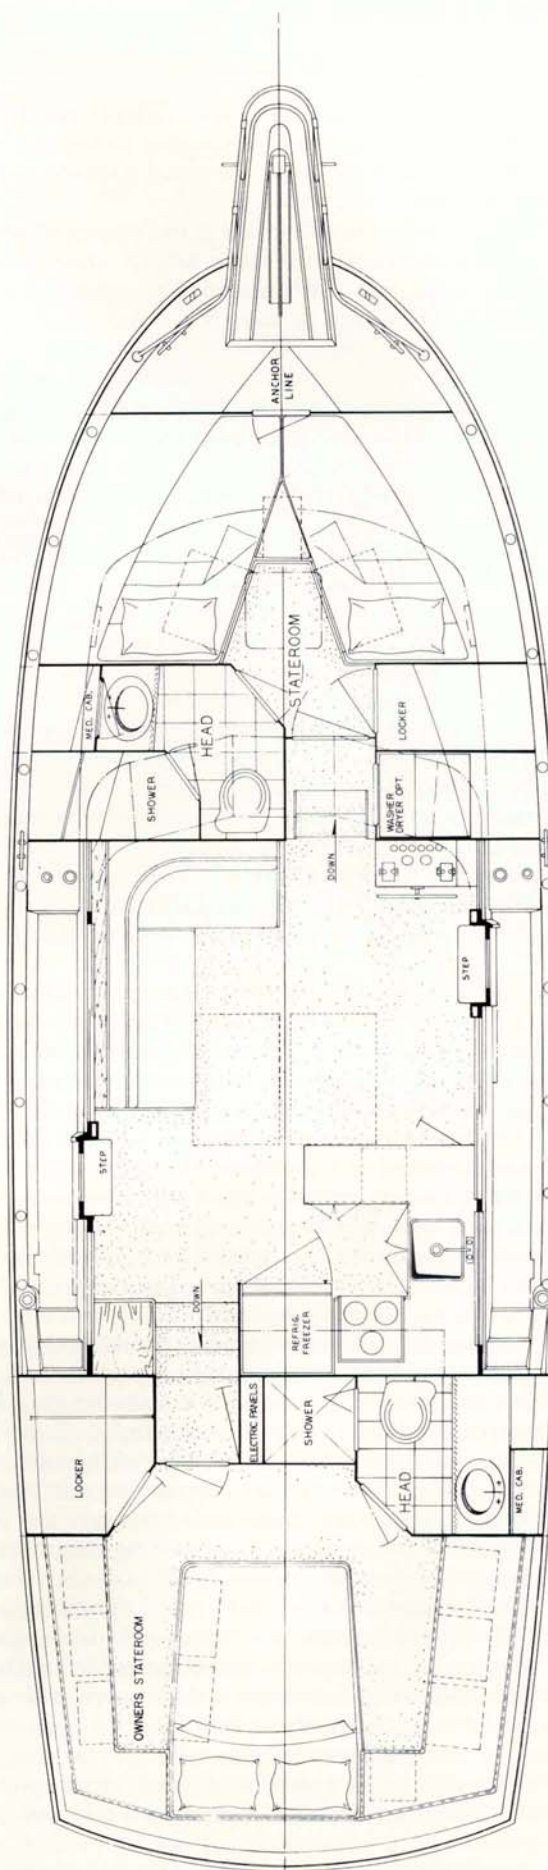 ANCHOR
LINE
STATEROOM
MED. CAB.
HEAD
LOCKER
SHOWER
WASHER
DRYER OPT.
DOWN
STEP
STEP
DOWN
REFRIG.
FREEZER
ELECTRIC PANELS
SHOWER
LOCKER
HEAD
MED. CAB.
OWNERS STATEROOM